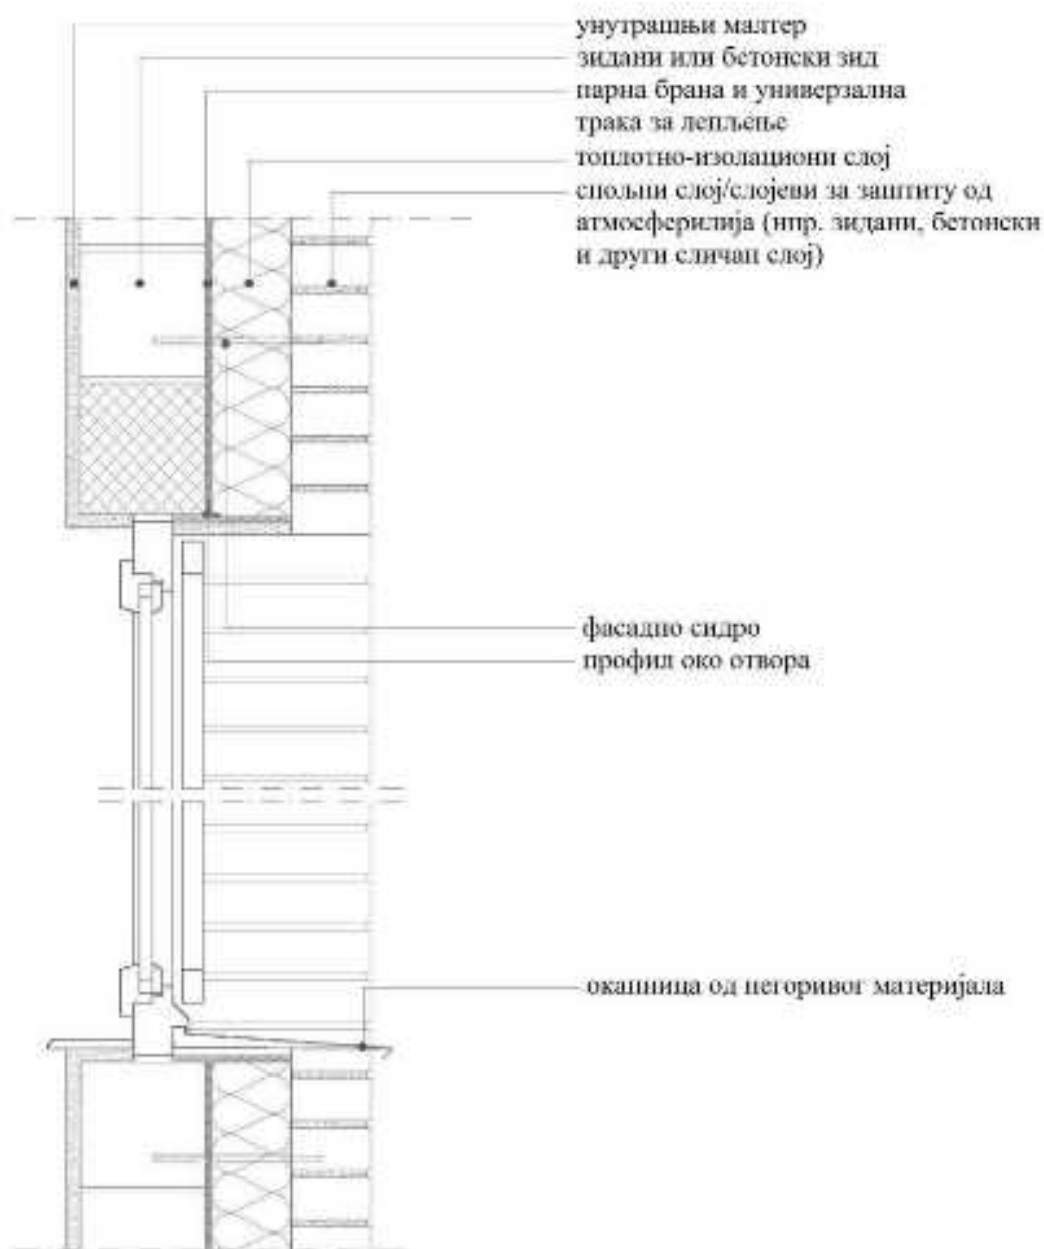 унутрашњи малтер
зидани или бетонски зид
парна брана и универзална
трака за лепљење
топлотно-изолациони слој
спољни слој/слојеви за заштиту од
атмосферилија (нпр. зидани, бетонски
и други сличан слој)
фасадно сидро
профил око отвора
окапница од негоривог материјала